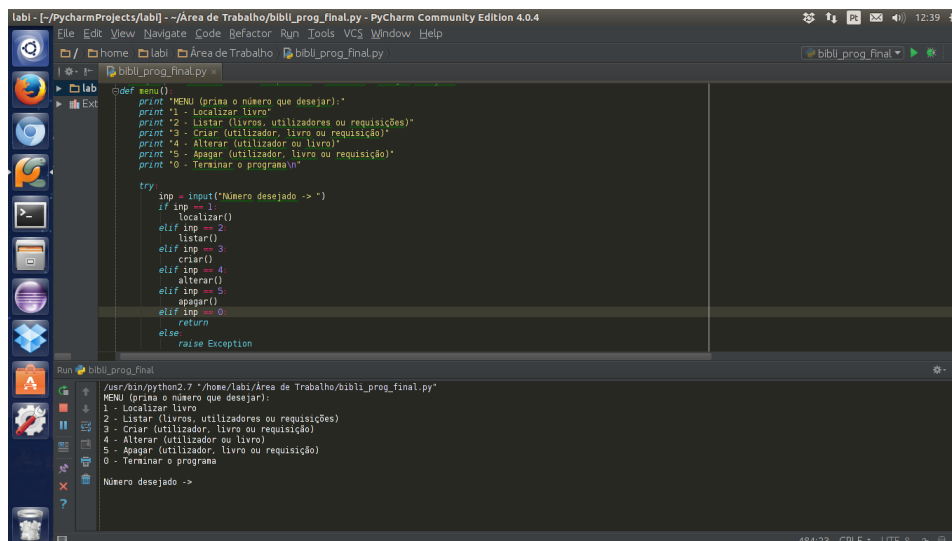 labi - [~/PycharmProjects/labi] - ~/Área de Trabalho/bibli_prog_final.py - PyCharm Community Edition 4.0.4
Pt
12:39
File Edit View Navigate Code Refactor Run Tools VCS Window Help
/ home labi Área de Trabalho bibli_prog_final.py
bibli_prog_final
bibli_prog_final.py
lab
Ext
def menu():
print "MENU (prima o número que desejar):"
print "1 - Localizar livro"
print "2 - Listar (livros, utilizadores ou requisições)"
print "3 - Criar (utilizador, livro ou requisição)"
print "4 - Alterar (utilizador ou livro)"
print "5 - Apagar (utilizador, livro ou requisição)"
print "0 - Terminar o programa\n"
try:
inp = input("Número desejado -> ")
if inp == 1:
localizar()
elif inp == 2:
listar()
elif inp == 3:
criar()
elif inp == 4:
alterar()
elif inp == 5:
apagar()
elif inp == 0:
return
else:
raise Exception
Run bibli_prog_final
/usr/bin/python2.7 "/home/labi/Área de Trabalho/bibli_prog_final.py"
MENU (prima o número que desejar):
1 - Localizar livro
2 - Listar (livros, utilizadores ou requisições)
3 - Criar (utilizador, livro ou requisição)
4 - Alterar (utilizador ou livro)
5 - Apagar (utilizador, livro ou requisição)
0 - Terminar o programa
Número desejado ->